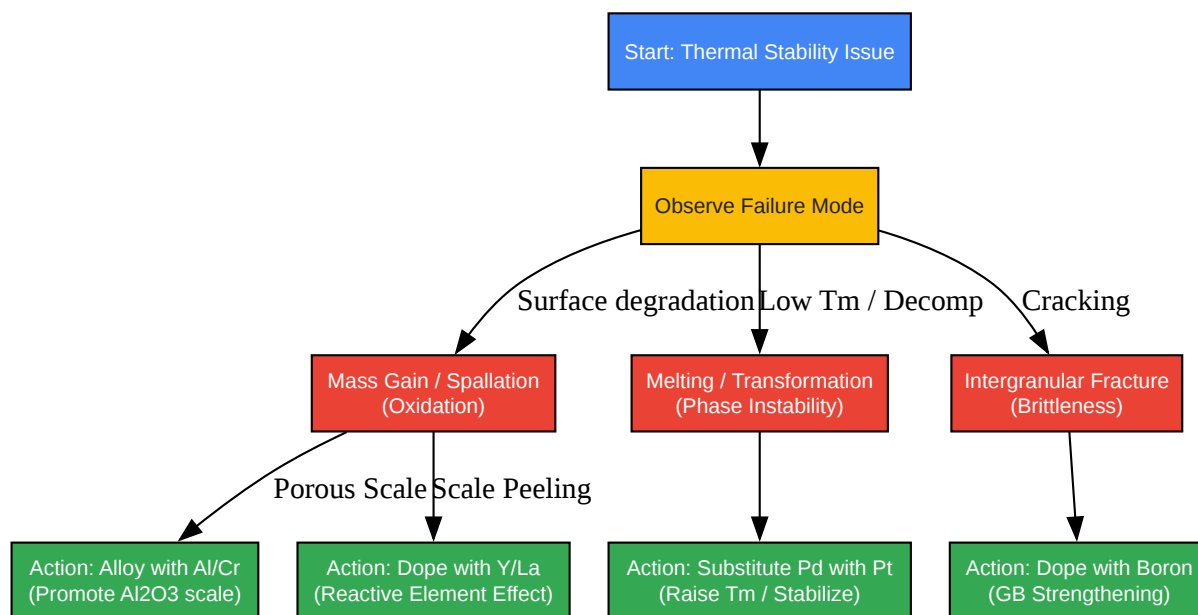 Start: Thermal Stability Issue
Observe Failure Mode
Surface degradation
Low Tm / Decomp
Cracking
Mass Gain / Spallation
(Oxidation)
Melting / Transformation
(Phase Instability)
Intergranular Fracture
(Brittleness)
Porous Scale
Scale Peeling
Action: Alloy with Al/Cr
(Promote Al2O3 scale)
Action: Dope with Y/La
(Reactive Element Effect)
Action: Substitute Pd with Pt
(Raise Tm / Stabilize)
Action: Dope with Boron
(GB Strengthening)